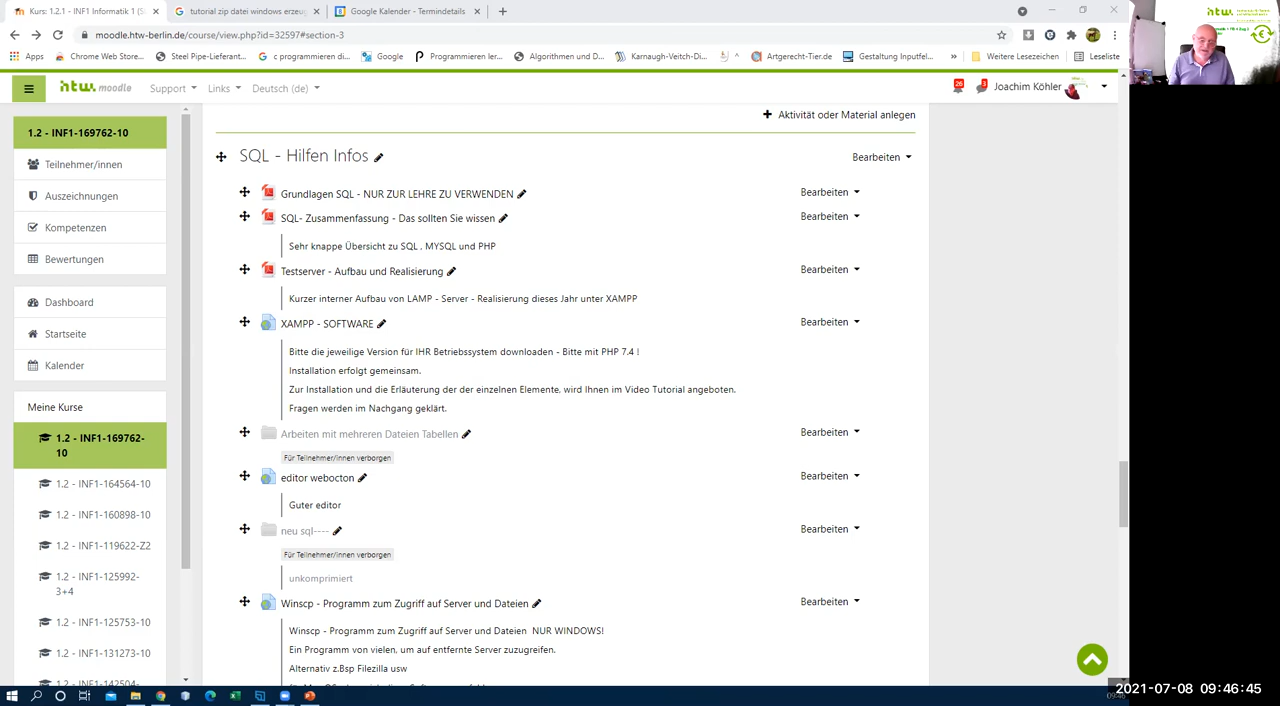 Kurs: 1.2.1 - INF1 Informatik 1 (S
tutorial zip datei windows erzeug
Google Kalender - Termindetails
moodle.htw-berlin.de/course/view.php?id=32597#section-3
Apps
Chrome Web Store...
Steel Pipe-Lieferant...
c programmieren di...
Google
Programmieren ler...
Algorithmen und D...
Karnaugh-Veitch-Di...
Artgerecht-Tier.de
Gestaltung Inputfel...
»
Weitere Lesezeichen
Leseliste
htw moodle
Support
Links
Deutsch (de)
26
3
Joachim Köhler
1.2 - INF1-169762-10
Teilnehmer/innen
Auszeichnungen
Kompetenzen
Bewertungen
Dashboard
Startseite
Kalender
Meine Kurse
1.2 - INF1-169762-
10
1.2 - INF1-164564-10
1.2 - INF1-160898-10
1.2 - INF1-119622-Z2
1.2 - INF1-125992-
3+4
1.2 - INF1-125753-10
1.2 - INF1-131273-10
1.2 - INF1-142504-
Aktivität oder Material anlegen
SQL - Hilfen Infos
Bearbeiten
Grundlagen SQL - NUR ZUR LEHRE ZU VERWENDEN
Bearbeiten
SQL- Zusammenfassung - Das sollten Sie wissen
Bearbeiten
Sehr knappe Übersicht zu SQL . MYSQL und PHP
Testserver - Aufbau und Realisierung
Bearbeiten
Kurzer interner Aufbau von LAMP - Server - Realisierung dieses Jahr unter XAMPP
XAMPP - SOFTWARE
Bearbeiten
Bitte die jeweilige Version für IHR Betriebssystem downloaden - Bitte mit PHP 7.4 !
Installation erfolgt gemeinsam.
Zur Installation und die Erläuterung der der einzelnen Elemente, wird Ihnen im Video Tutorial angeboten.
Fragen werden im Nachgang geklärt.
Arbeiten mit mehreren Dateien Tabellen
Bearbeiten
Für Teilnehmer/innen verborgen
editor webocton
Bearbeiten
Guter editor
neu sql----
Bearbeiten
Für Teilnehmer/innen verborgen
unkomprimiert
Winscp - Programm zum Zugriff auf Server und Dateien
Bearbeiten
Winscp - Programm zum Zugriff auf Server und Dateien NUR WINDOWS!
Ein Programm von vielen, um auf entfernte Server zuzugreifen.
Alternativ z.Bsp Filezilla usw
htw
2021-07-08 09:46:45